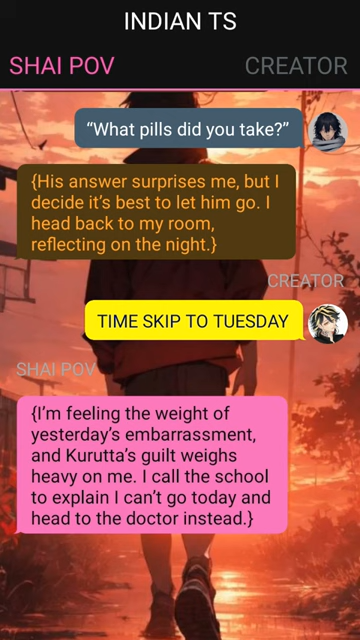 INDIAN TS
SHAI POV
CREATOR
“What pills did you take?”
{His answer surprises me, but I
decide it’s best to let him go. I
head back to my room,
reflecting on the night.}
CREATOR
TIME SKIP TO TUESDAY
SHAI POV
{I’m feeling the weight of
yesterday’s embarrassment,
and Kurutta’s guilt weighs
heavy on me. I call the school
to explain I can’t go today and
head to the doctor instead.}